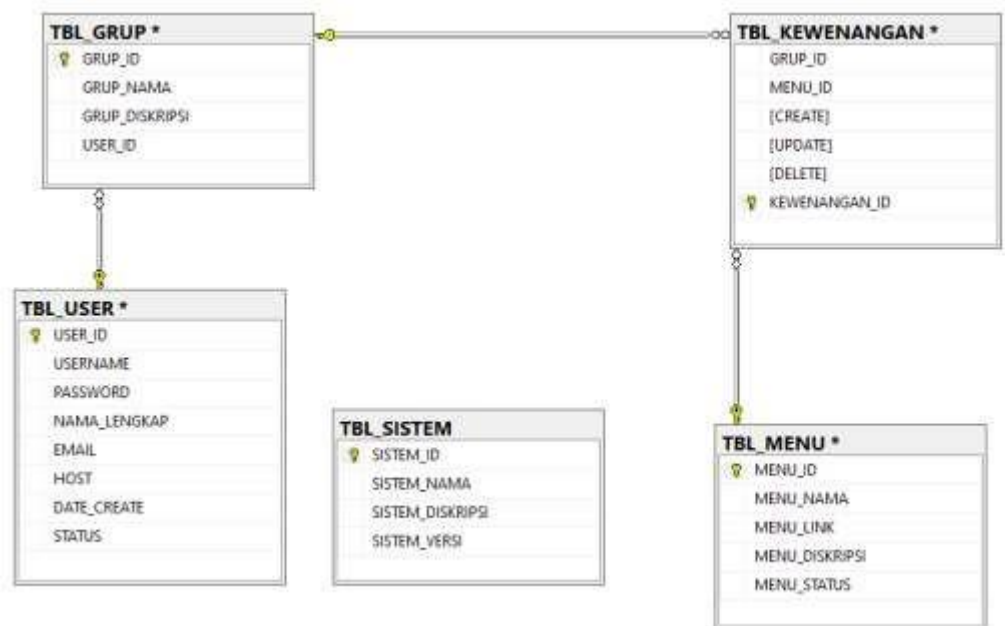 TBL_GRUP *
GRUP_ID
GRUP_NAMA
GRUP_DISKRIPSI
USER_ID
TBL_KEWENANGAN *
GRUP_ID
MENU_ID
[CREATE]
[UPDATE]
[DELETE]
KEWENANGAN_ID
TBL_USER *
USER_ID
USERNAME
PASSWORD
NAMA_LENGKAP
EMAIL
HOST
DATE_CREATE
STATUS
TBL_SISTEM
SISTEM_ID
SISTEM_NAMA
SISTEM_DISKRIPSI
SISTEM_VERSI
TBL_MENU *
MENU_ID
MENU_NAMA
MENU_LINK
MENU_DISKRIPSI
MENU_STATUS